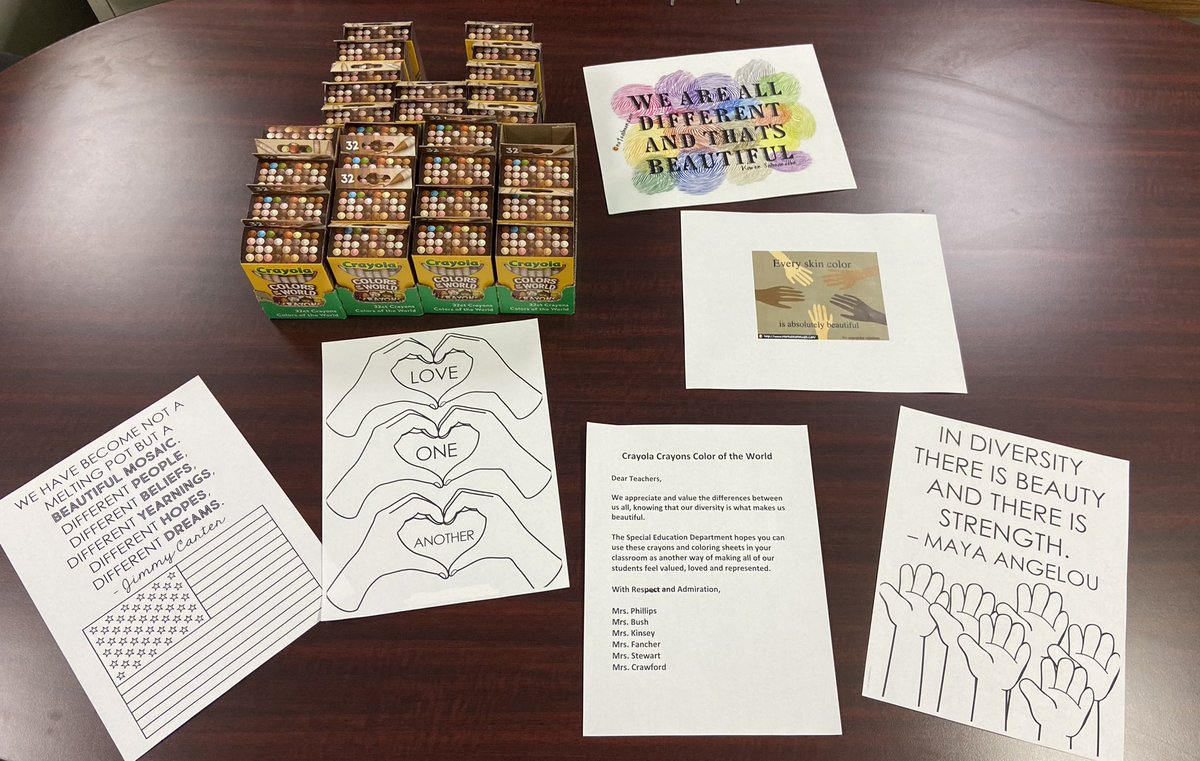 32
32
Crayola
COLORS
OF THE
WORLD
32ct Crayons
Colors of the World
Crayola
COLORS
OF THE
WORLD
32ct Crayons
Colors of the World
Crayola
COLORS
OF THE
WORLD
32ct Crayons
Colors of the World
Crayola
COLORS
OF THE
WORLD
32ct Crayons
Colors of the World
WE ARE ALL
DIFFERENT
AND THATS
BEAUTIFUL
Every skin color
is absolutely beautiful
WE HAVE BECOME NOT A
MELTING POT BUT A
BEAUTIFUL MOSAIC.
DIFFERENT PEOPLE,
DIFFERENT BELIEFS,
DIFFERENT YEARNINGS,
DIFFERENT HOPES,
DIFFERENT DREAMS.
- Jimmy Carter
LOVE
ONE
ANOTHER
Crayola Crayons Color of the World
Dear Teachers,
We appreciate and value the differences between
us all, knowing that our diversity is what makes us
beautiful.
The Special Education Department hopes you can
use these crayons and coloring sheets in your
classroom as another way of making all of our
students feel valued, loved and represented.
With Respect and Admiration,
Mrs. Phillips
Mrs. Bush
Mrs. Kinsey
Mrs. Fancher
Mrs. Stewart
Mrs. Crawford
IN DIVERSITY
THERE IS BEAUTY
AND THERE IS
STRENGTH.
– MAYA ANGELOU